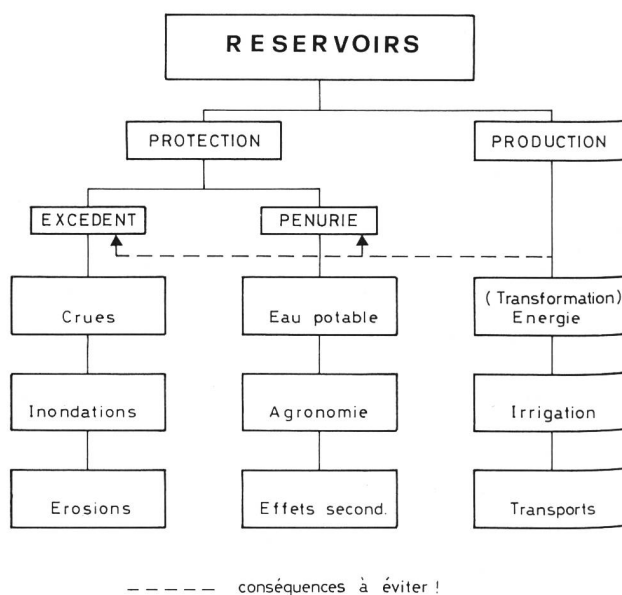 RESERVOIRS
PROTECTION
PRODUCTION
EXCEDENT
PENURIE
Crues
Eau potable
(Transformation)
Energie
Inondations
Agronomie
Irrigation
Erosions
Effets second.
Transports
conséquences à éviter !